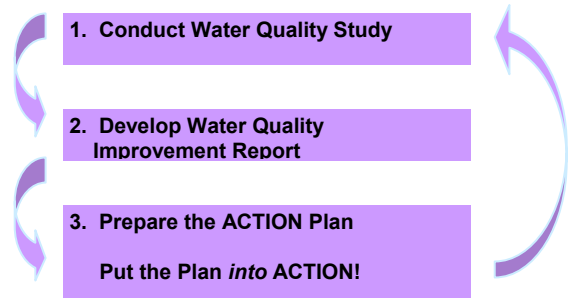 1. Conduct Water Quality Study
2. Develop Water Quality
Improvement Report
3. Prepare the ACTION Plan
Put the Plan into ACTION!